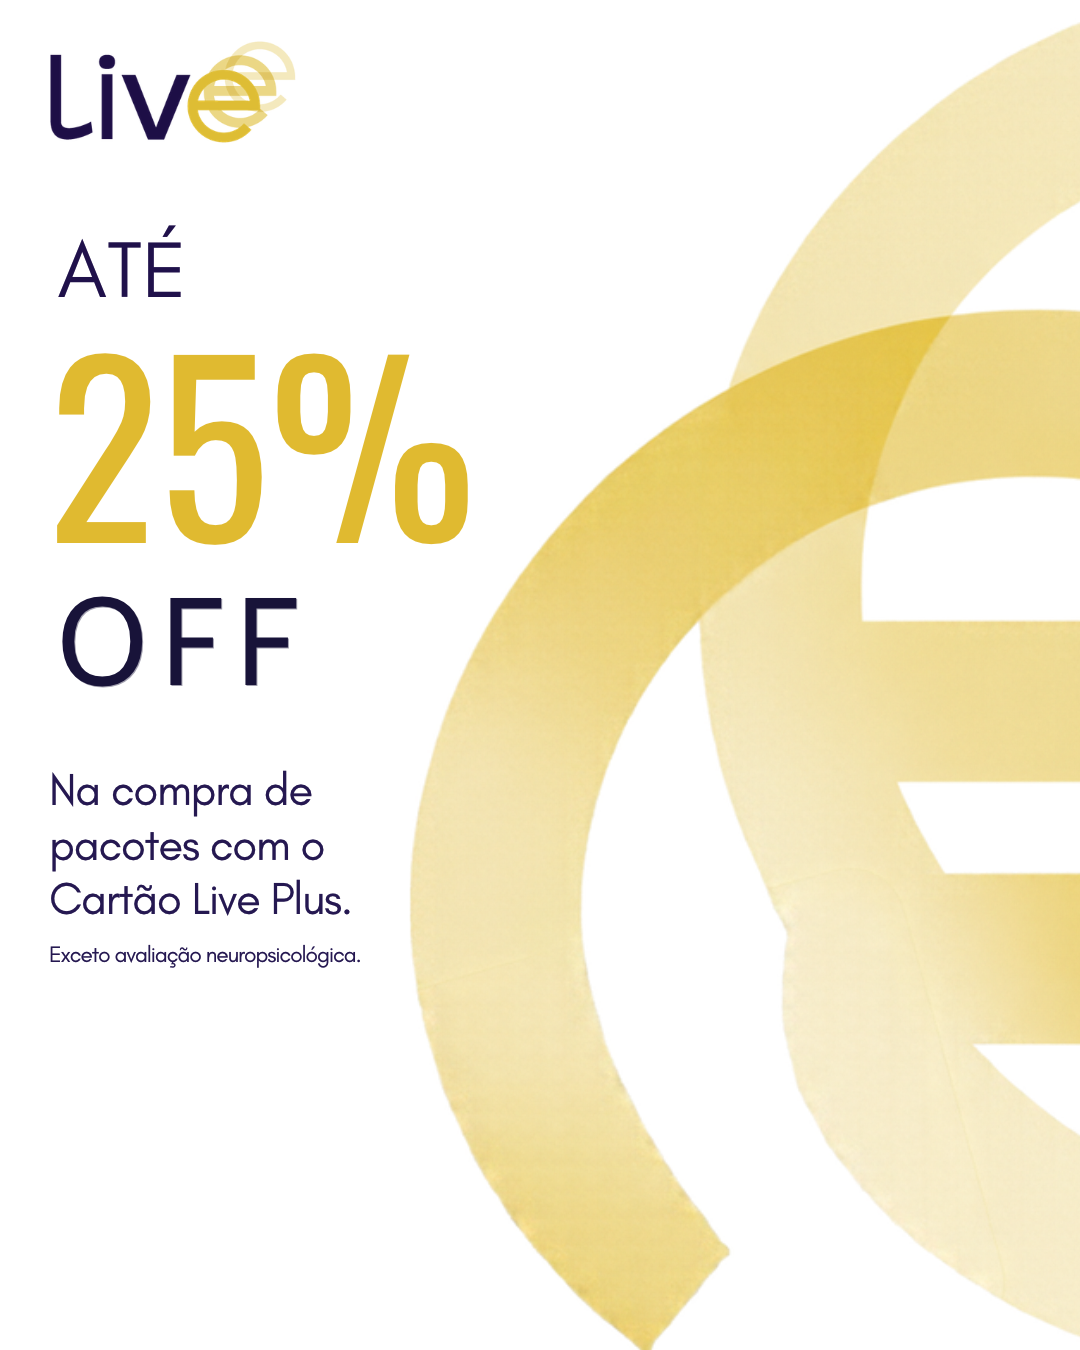 Live
ATÉ
25%
OFF
Na compra de
pacotes com o
Cartão Live Plus.
Exceto avaliação neuropsicológica.